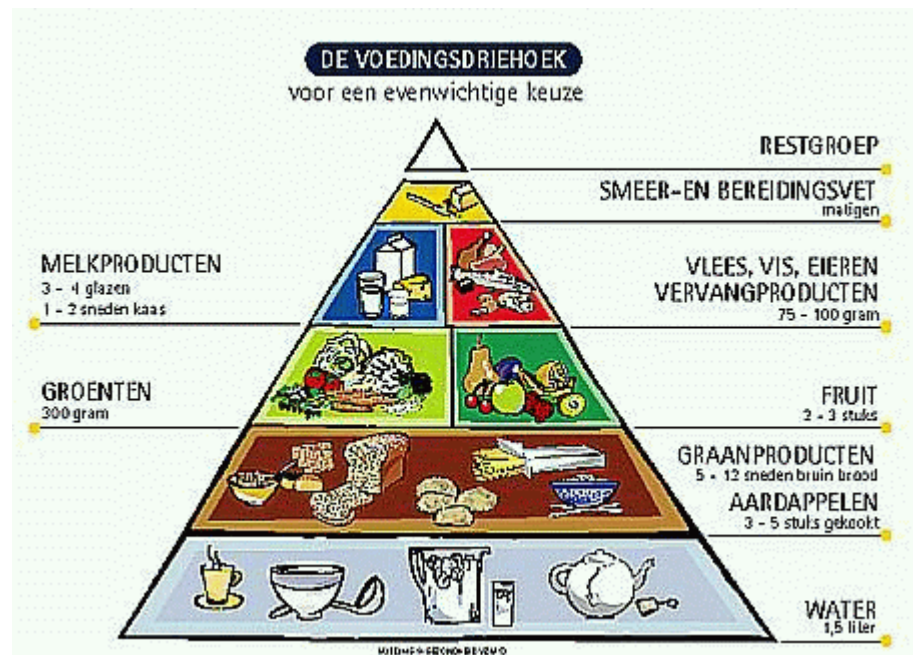 DE VOEDINGSDRIEHOEK
voor een evenwichtige keuze
RESTGROEP
SMEER-EN BEREIDINGSVET
matigen
MELKPRODUCTEN
3 - 4 glazen
1 - 2 sneden kaas
VLEES, VIS, EIEREN
VERVANGPRODUCTEN
75 - 100 gram
GROENTEN
300 gram
FRUIT
2 - 3 stuks
GRAANPRODUCTEN
5 - 12 sneden bruin brood
AARDAPPELEN
3 - 5 stuks gekookt
WATER
1,5 liter